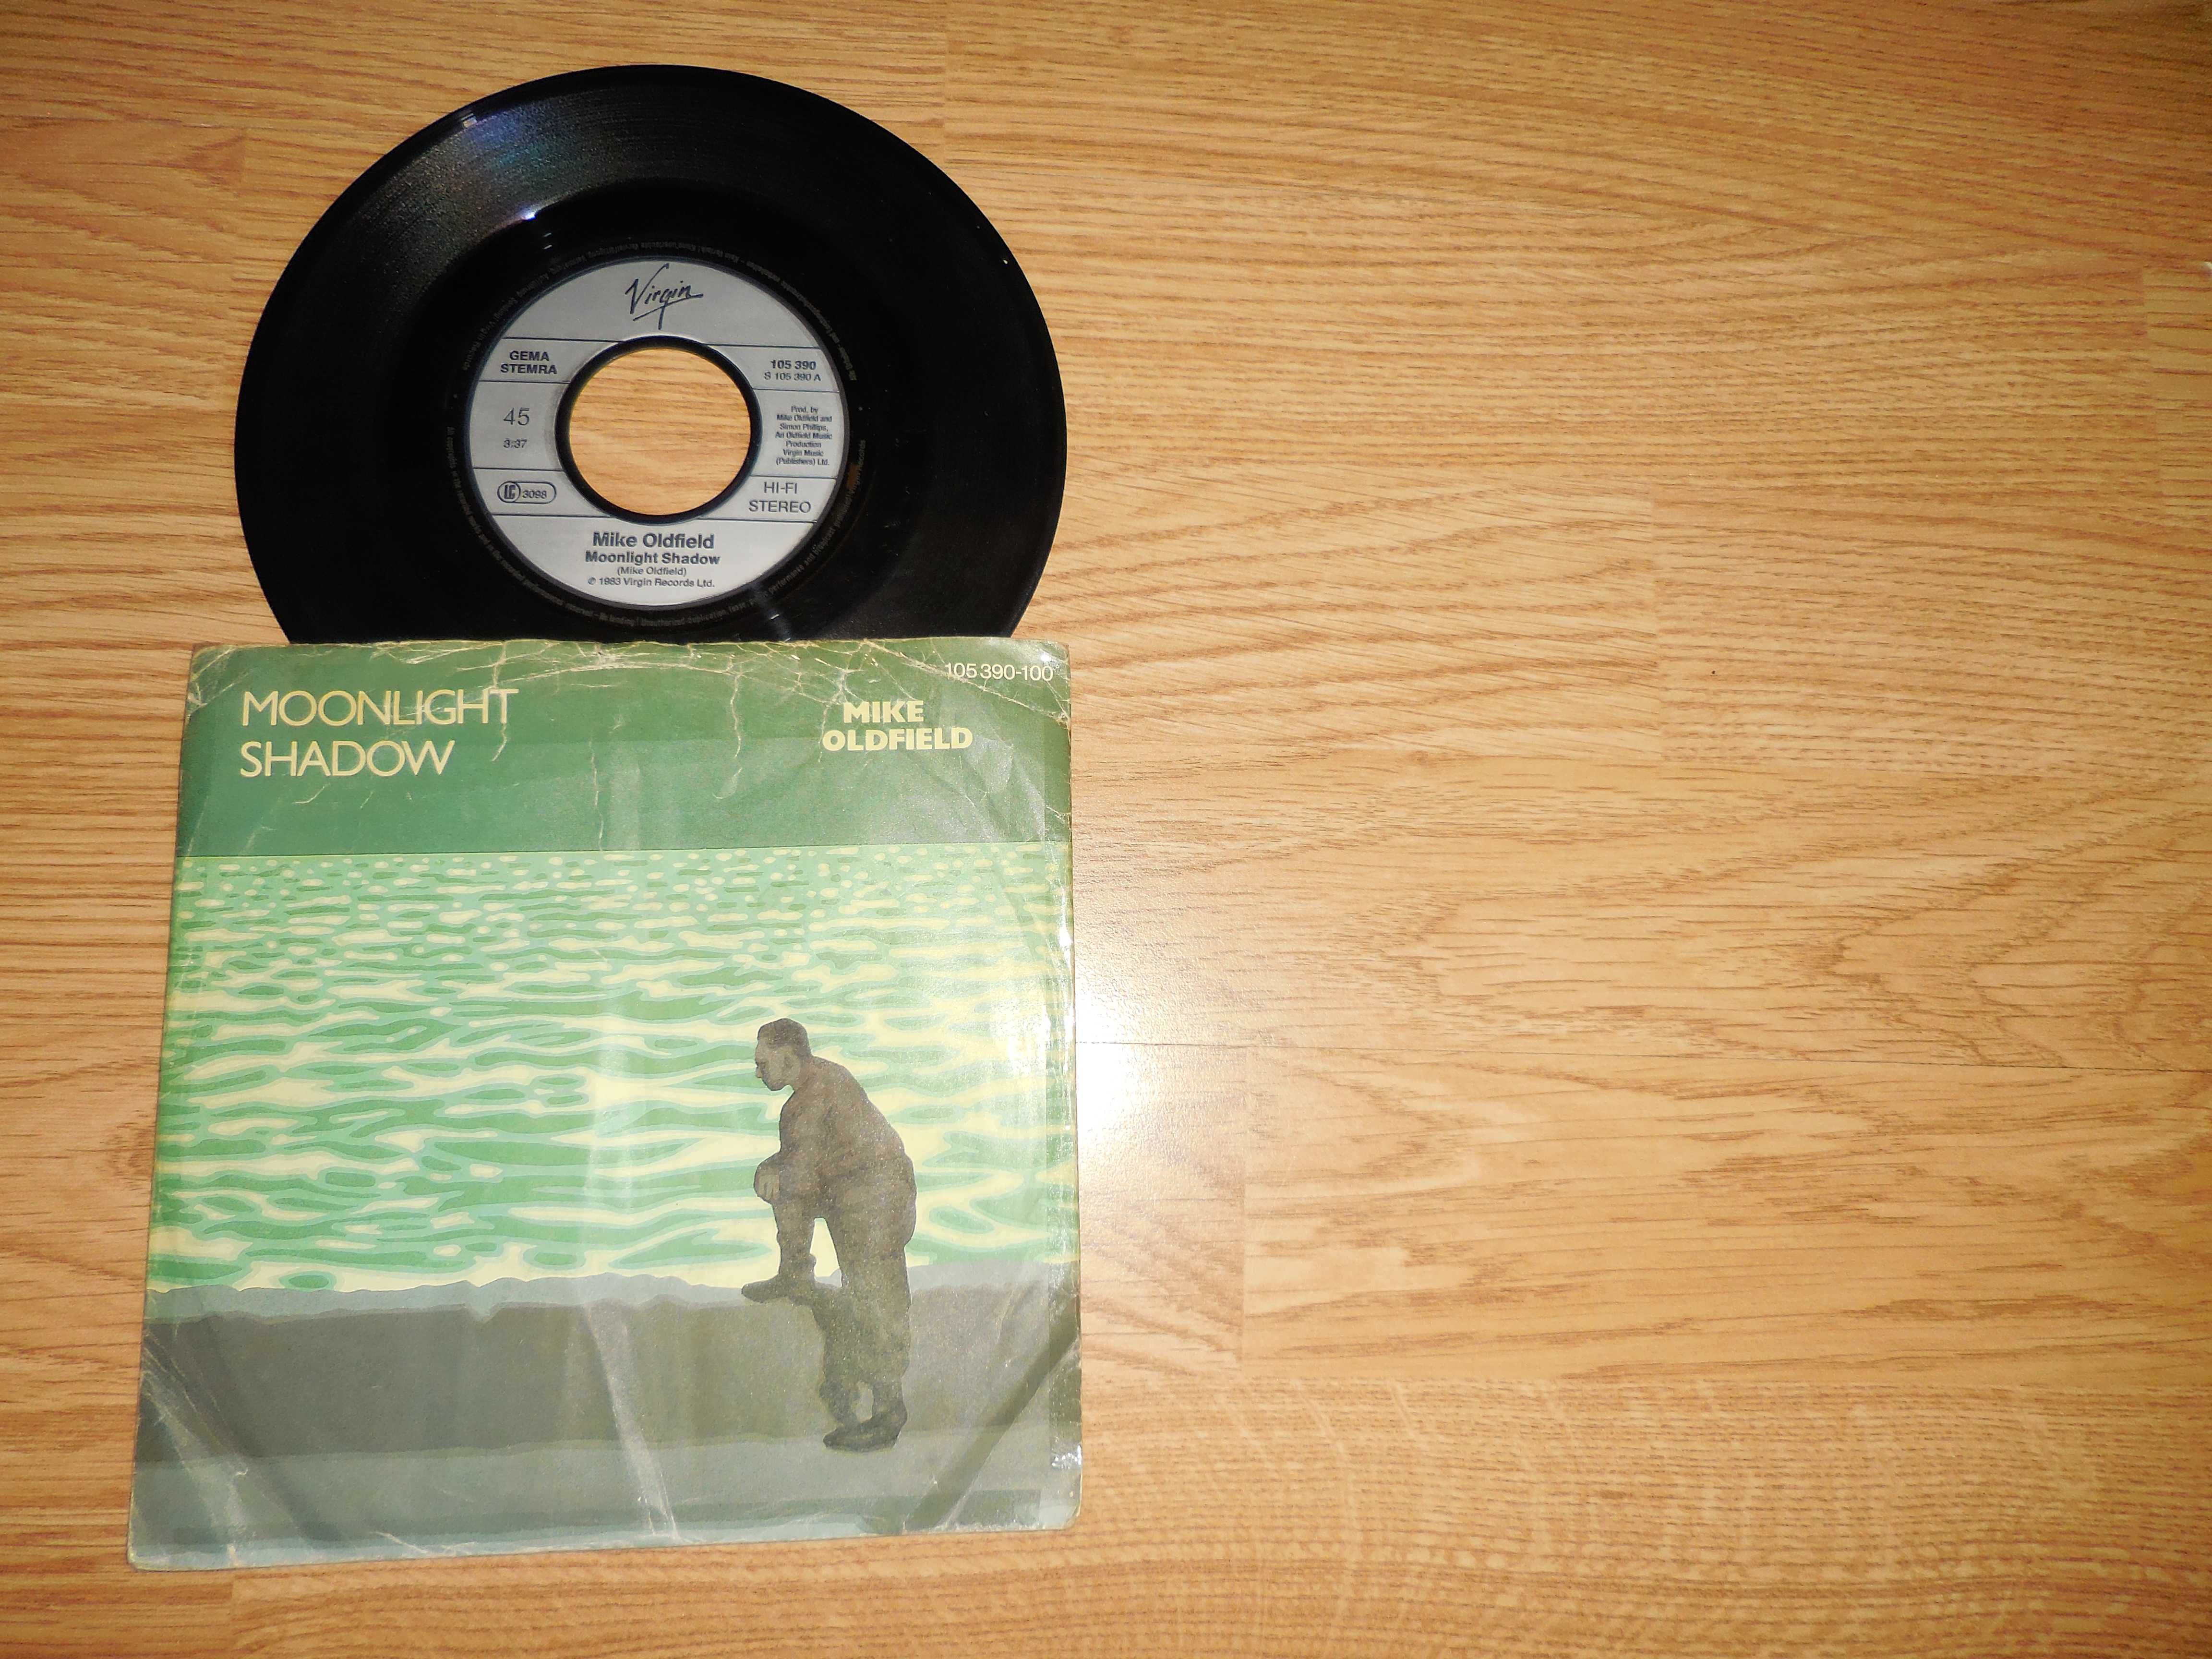 Virgin
GEMA
STEMRA
45
3:37
LC 3098
105 390
S 105 390 A
Prod. by
Mike Oldfield and
Simon Phillips,
An Oldfield Music
Production
Virgin Music
(Publishers) Ltd.
HI-FI
STEREO
Mike Oldfield
Moonlight Shadow
(Mike Oldfield)
℗ 1983 Virgin Records Ltd.
105 390-100
MOONLIGHT
SHADOW
MIKE
OLDFIELD